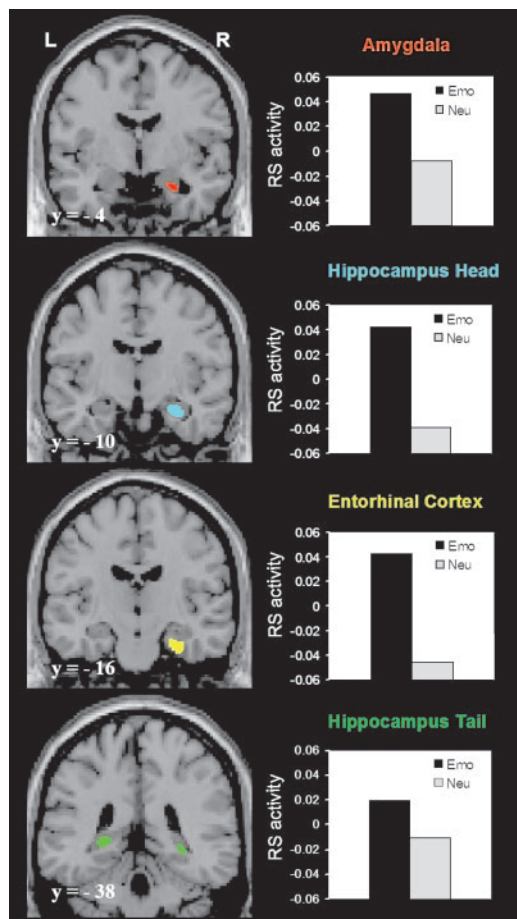 L R
y = - 4
Amygdala
RS activity
0.06
0.04
0.02
0
-0.02
-0.04
-0.06
Emo
Neu
y = - 10
Hippocampus Head
RS activity
0.06
0.04
0.02
0
-0.02
-0.04
-0.06
Emo
Neu
y = - 16
Entorhinal Cortex
RS activity
0.06
0.04
0.02
0
-0.02
-0.04
-0.06
Emo
Neu
y = - 38
Hippocampus Tail
RS activity
0.06
0.04
0.02
0
-0.02
-0.04
-0.06
Emo
Neu